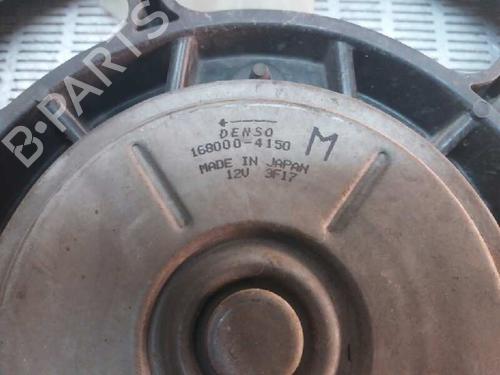 B-PARTS
DENSO
168000-4150 M
MADE IN JAPAN
12V 3F17